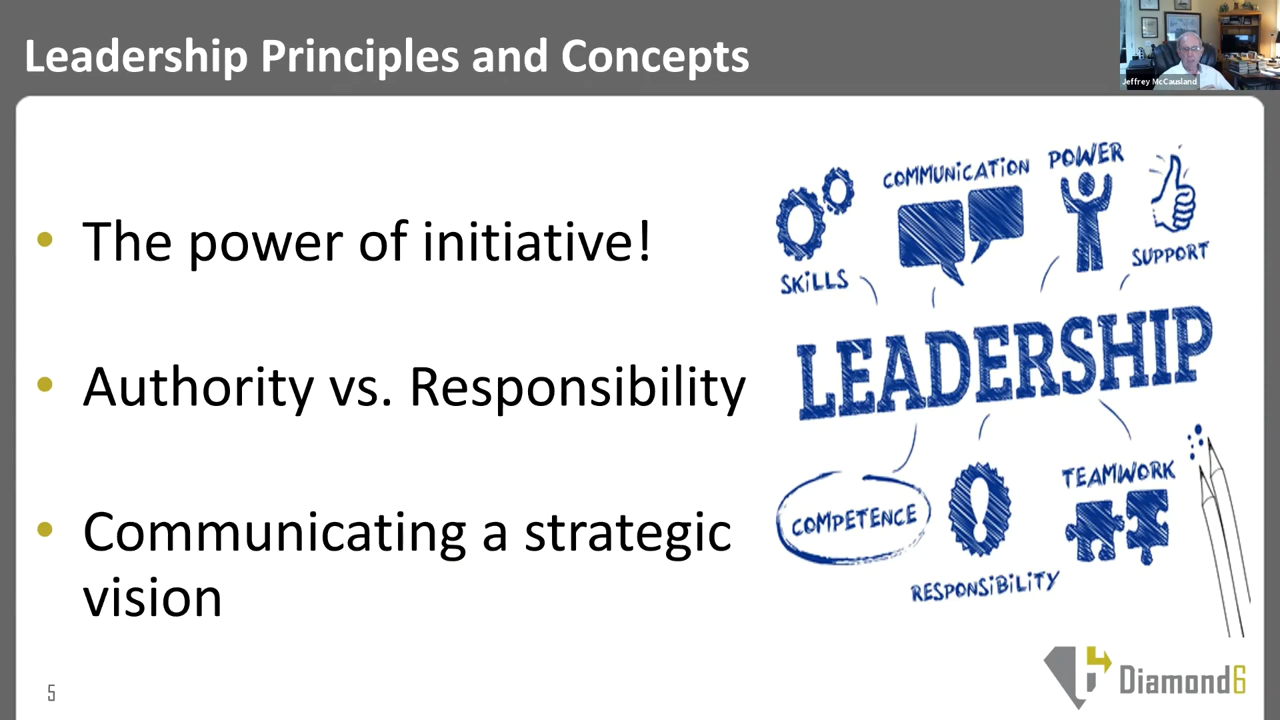 Leadership Principles and Concepts
Jeffrey McCausland
• The power of initiative!
• Authority vs. Responsibility
• Communicating a strategic
vision
COMMUNiCATiON
POWER
SKiLLS
SUPPORT
LEADERSHIP
COMPETENCE
TEAMWORK
RESPONSiBiLiTY
5
Diamond6